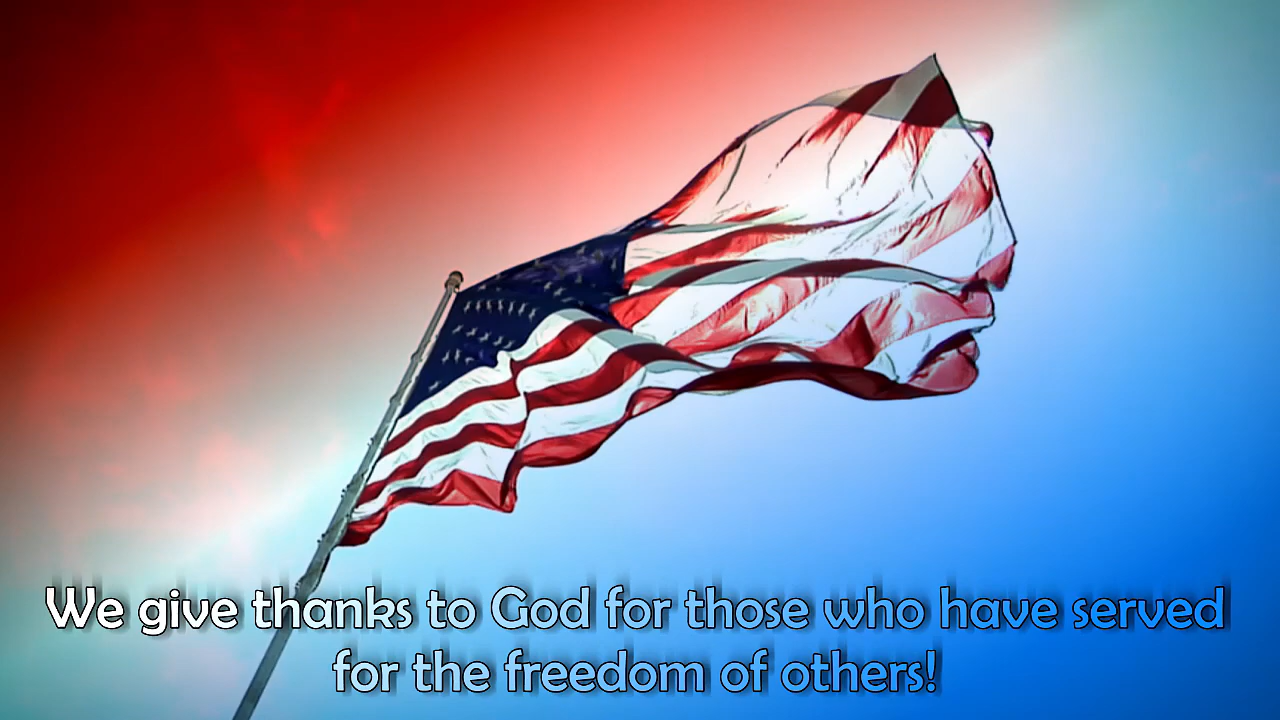 We give thanks to God for those who have served
for the freedom of others!